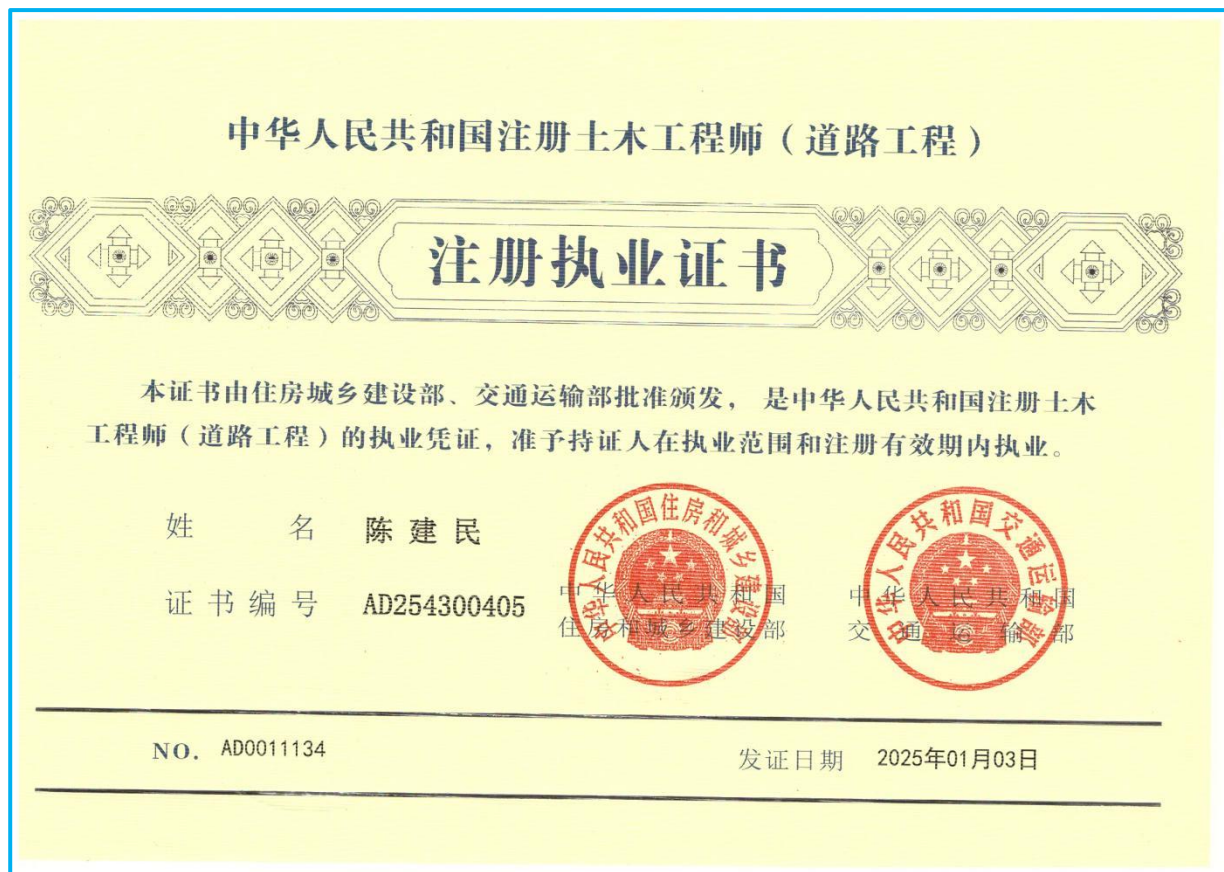 中华人民共和国注册土木工程师（道路工程）
注册执业证书
本证书由住房城乡建设部、交通运输部批准颁发，是中华人民共和国注册土木
工程师（道路工程）的执业凭证，准予持证人在执业范围和注册有效期内执业。
姓名 陈建民
证书编号 AD254300405
中华人民共和国住房和城乡建设部
中华人民共和国
住房和城乡建设部
中华人民共和国交通运输部
中华人民共和国
交通运输部
NO. AD0011134
发证日期 2025年01月03日